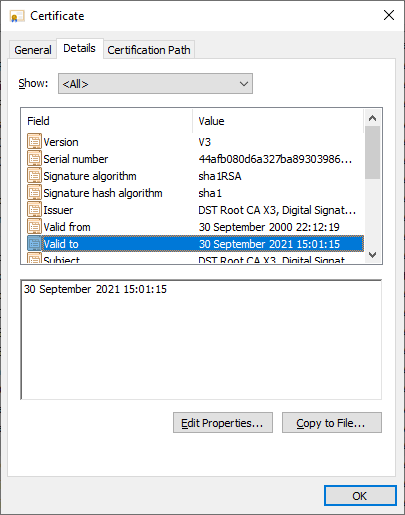 Certificate
General Details Certification Path
Show: <All>
Field Value
Version V3
Serial number 44afb080d6a327ba89303986...
Signature algorithm sha1RSA
Signature hash algorithm sha1
Issuer DST Root CA X3, Digital Signat...
Valid from 30 September 2000 22:12:19
Valid to 30 September 2021 15:01:15
Subject DST Root CA X3, Digital Signat...
30 September 2021 15:01:15
Edit Properties... Copy to File...
OK